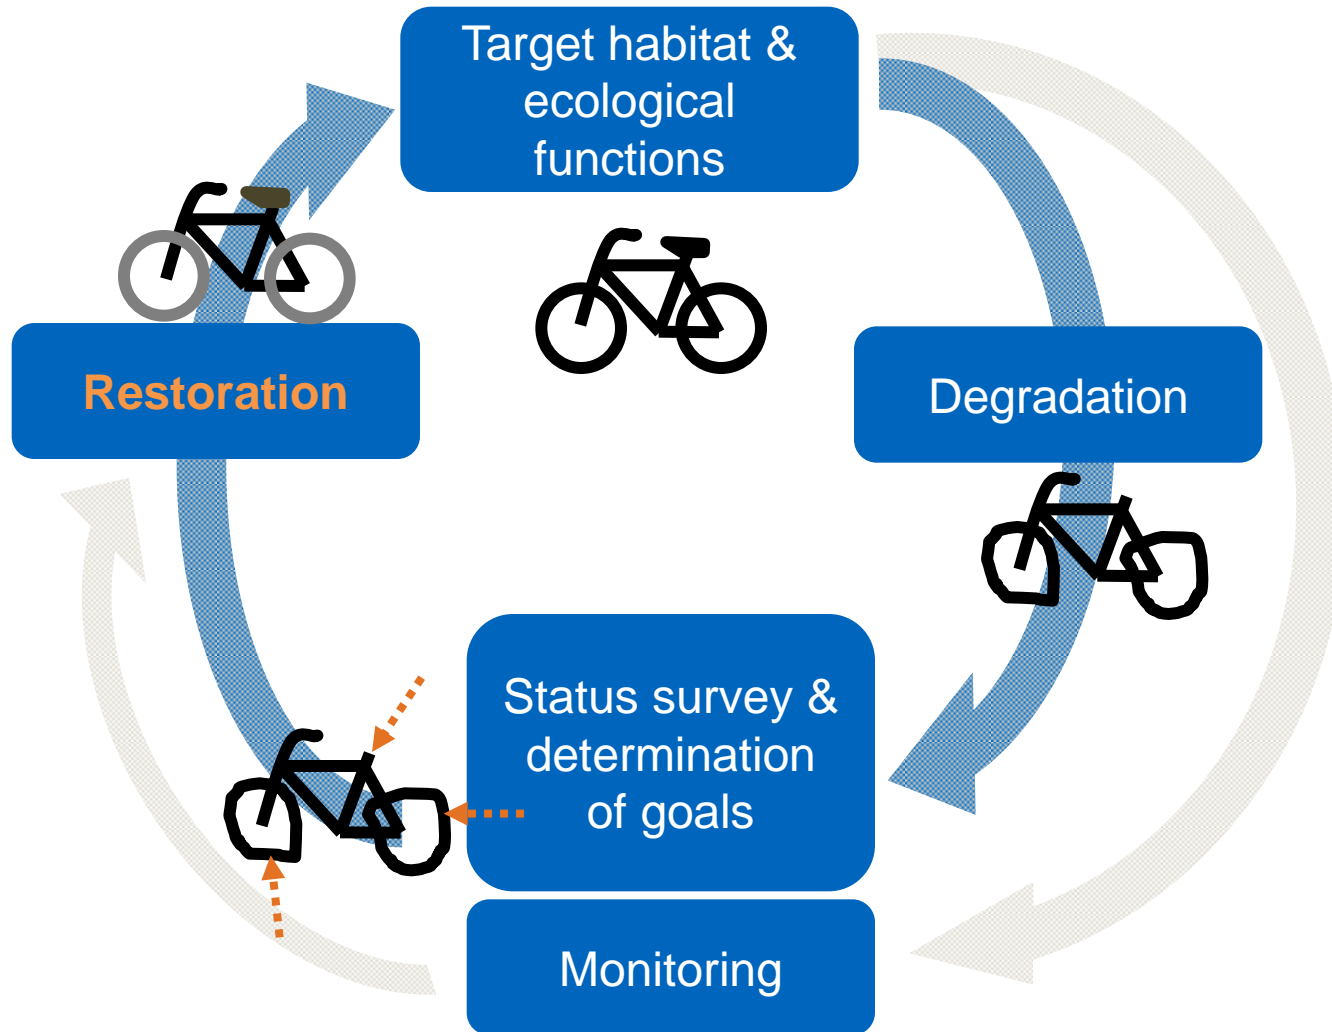 Target habitat &
ecological
functions
Restoration
Degradation
Status survey &
determination
of goals
Monitoring